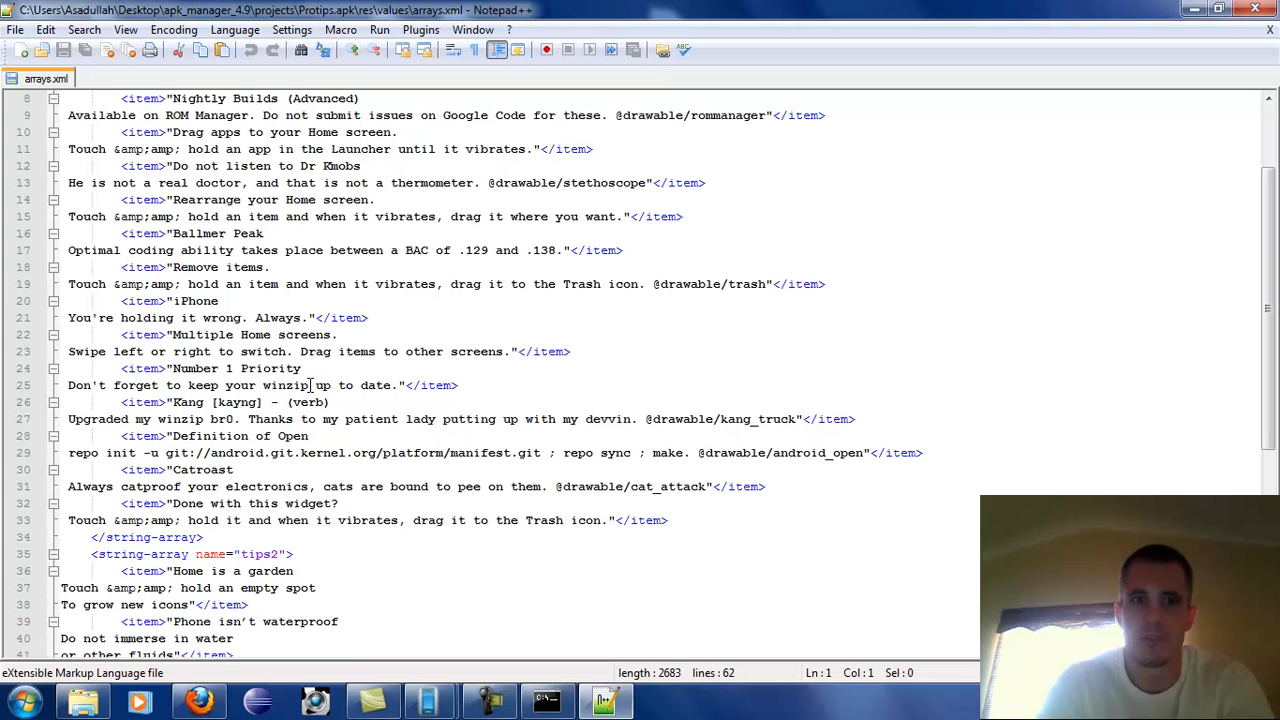 C:\Users\Asadullah\Desktop\apk_manager_4.9\projects\Protips.apk\res\values\arrays.xml - Notepad++
File Edit Search View Encoding Language Settings Macro Run Plugins Window ? X
arrays.xml
8 <item>"Nightly Builds (Advanced)
9 Available on ROM Manager. Do not submit issues on Google Code for these. @drawable/rommanager"</item>
10 <item>"Drag apps to your Home screen.
11 Touch &amp;amp; hold an app in the Launcher until it vibrates."</item>
12 <item>"Do not listen to Dr Kmobs
13 He is not a real doctor, and that is not a thermometer. @drawable/stethoscope"</item>
14 <item>"Rearrange your Home screen.
15 Touch &amp;amp; hold an item and when it vibrates, drag it where you want."</item>
16 <item>"Ballmer Peak
17 Optimal coding ability takes place between a BAC of .129 and .138."</item>
18 <item>"Remove items.
19 Touch &amp;amp; hold an item and when it vibrates, drag it to the Trash icon. @drawable/trash"</item>
20 <item>"iPhone
21 You're holding it wrong. Always."</item>
22 <item>"Multiple Home screens.
23 Swipe left or right to switch. Drag items to other screens."</item>
24 <item>"Number 1 Priority
25 Don't forget to keep your winzip up to date."</item>
26 <item>"Kang [kayng] - (verb)
27 Upgraded my winzip br0. Thanks to my patient lady putting up with my devvin. @drawable/kang_truck"</item>
28 <item>"Definition of Open
29 repo init -u git://android.git.kernel.org/platform/manifest.git ; repo sync ; make. @drawable/android_open"</item>
30 <item>"Catroast
31 Always catproof your electronics, cats are bound to pee on them. @drawable/cat_attack"</item>
32 <item>"Done with this widget?
33 Touch &amp;amp; hold it and when it vibrates, drag it to the Trash icon."</item>
34 </string-array>
35 <string-array name="tips2">
36 <item>"Home is a garden
37 Touch &amp;amp; hold an empty spot
38 To grow new icons"</item>
39 <item>"Phone isn’t waterproof
40 Do not immerse in water
41 or other fluids"</item>
eXtensible Markup Language file length : 2683 lines : 62 Ln : 1 Col : 1 Sel : 0